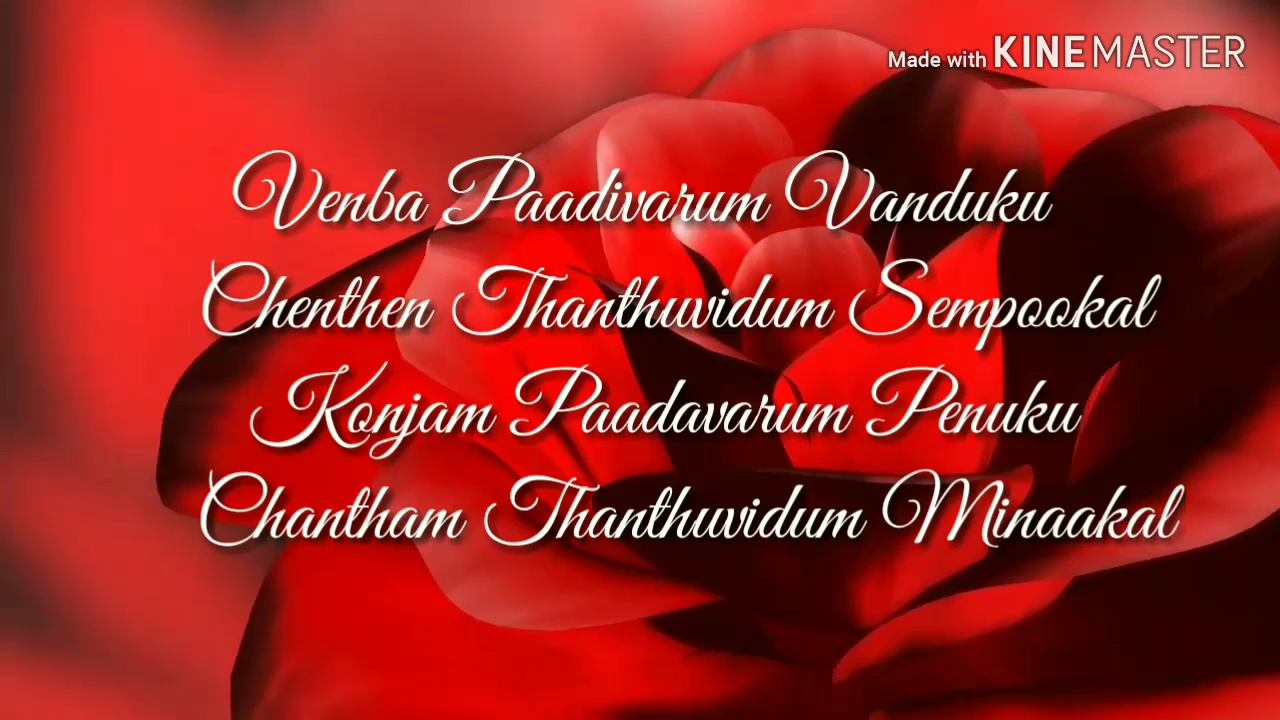 Made with KINEMASTER
Venba Paadivarum Vanduku
Chenthen Thanthuvidum Sempookal
Konjam Paadavarum Penuku
Chantham Thanthuvidum Minaakal